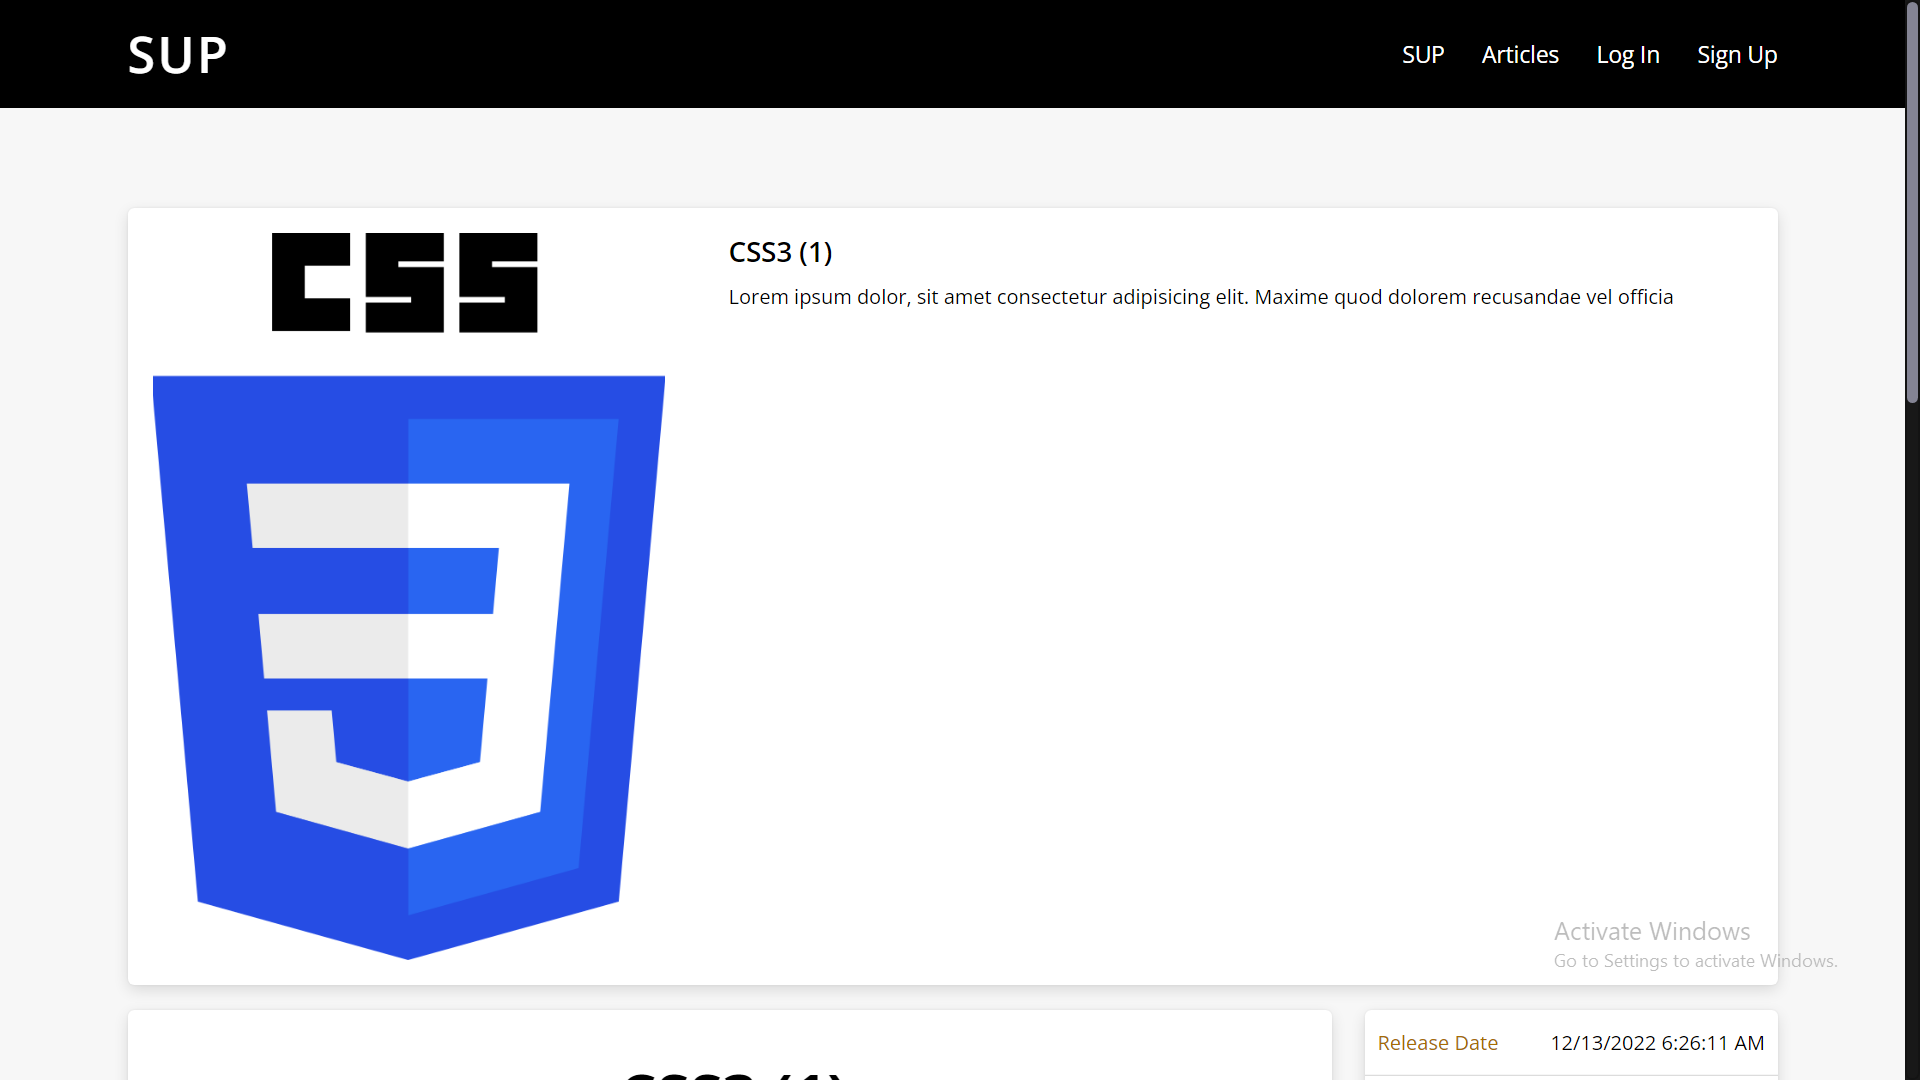 SUP
SUP Articles Log In Sign Up
CSS
CSS3 (1)
Lorem ipsum dolor, sit amet consectetur adipisicing elit. Maxime quod dolorem recusandae vel officia
Activate Windows
Go to Settings to activate Windows.
CSS3 (1)
Release Date 12/13/2022 6:26:11 AM